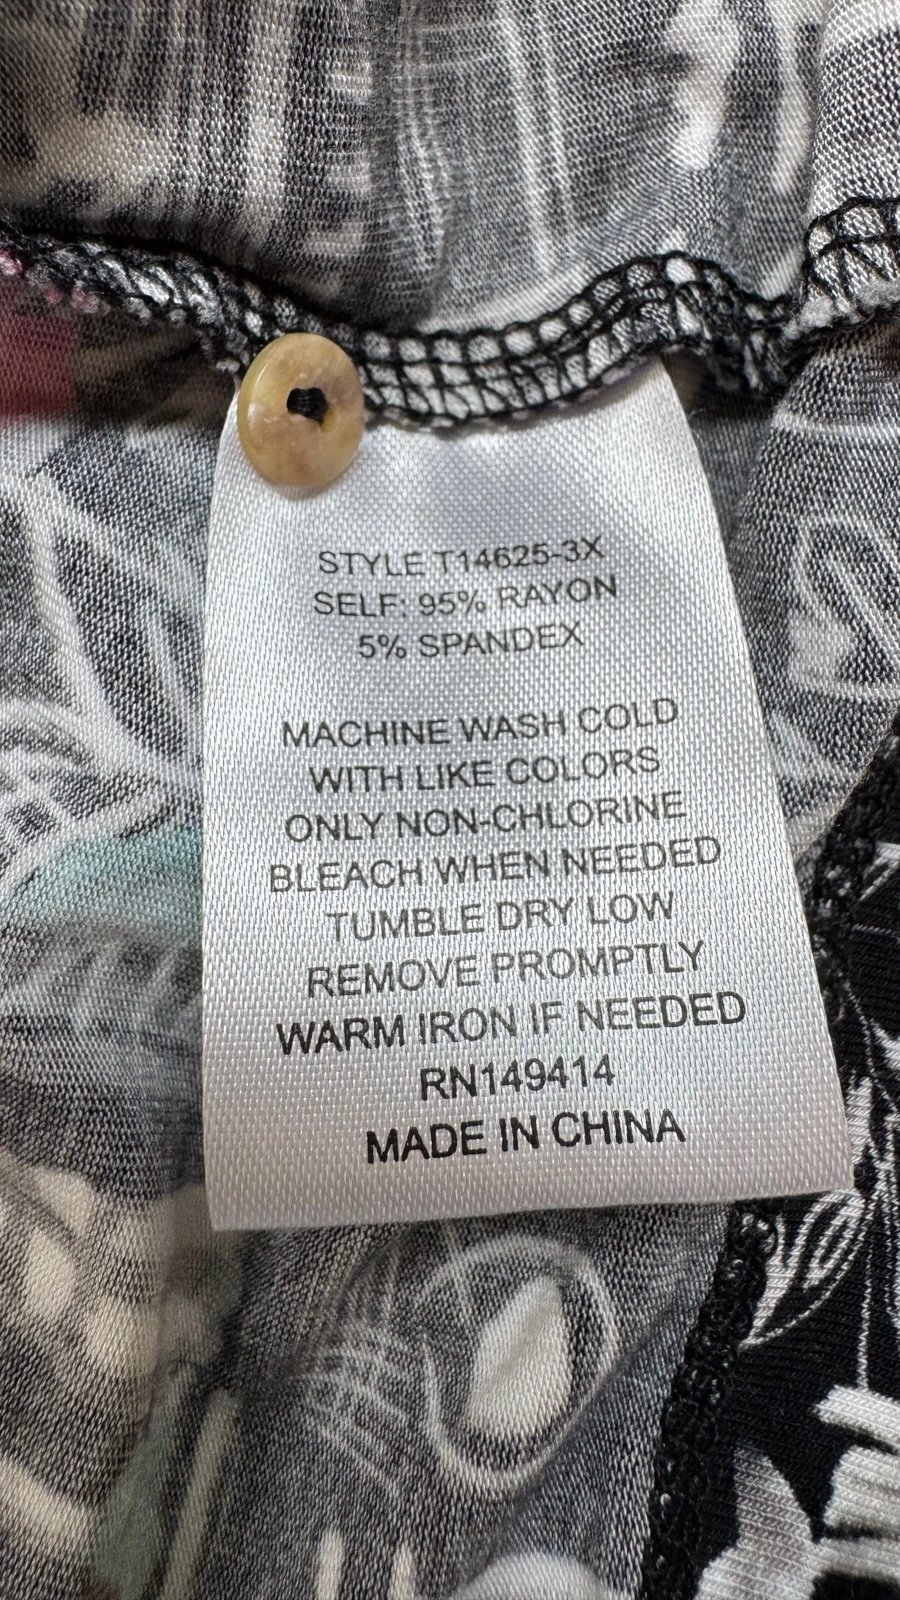 STYLE T14625-3X
SELF: 95% RAYON
5% SPANDEX
MACHINE WASH COLD
WITH LIKE COLORS
ONLY NON-CHLORINE
BLEACH WHEN NEEDED
TUMBLE DRY LOW
REMOVE PROMPTLY
WARM IRON IF NEEDED
RN149414
MADE IN CHINA